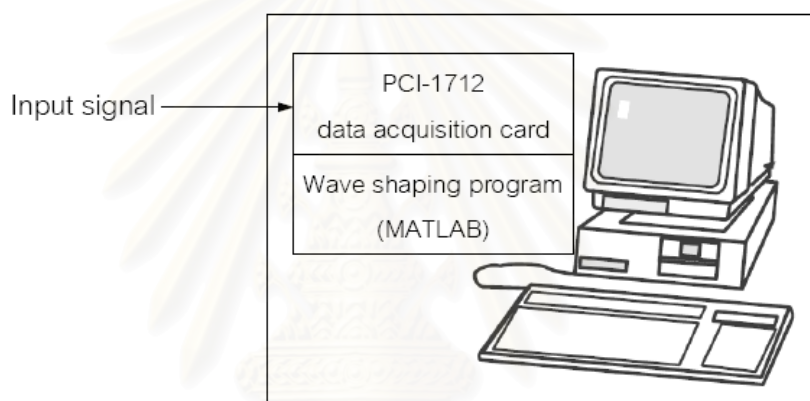 Input signal
PCI-1712
data acquisition card
Wave shaping program
(MATLAB)